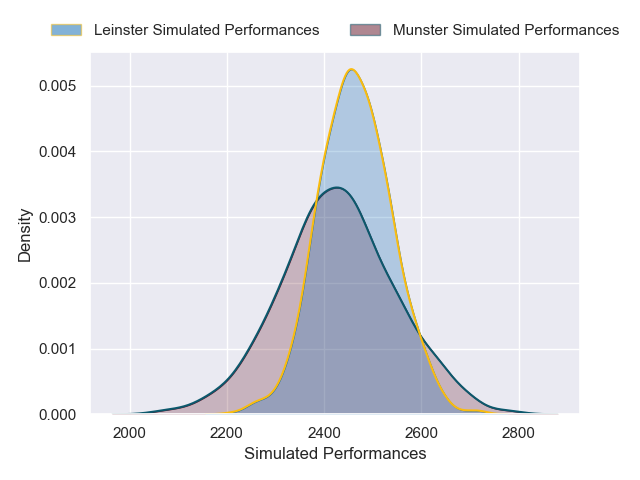 Leinster Simulated Performances Munster Simulated Performances
0.005
0.004
0.003
0.002
0.001
0.000
Density
2000 2200 2400 2600 2800
Simulated Performances